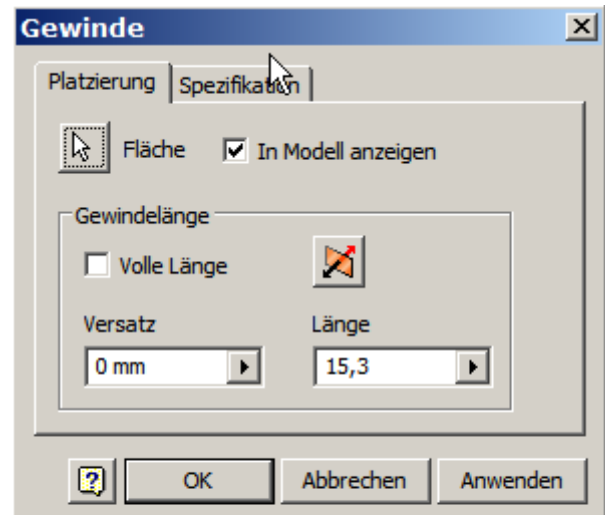 Gewinde
Platzierung Spezifikation
Fläche In Modell anzeigen
Gewindelänge
Volle Länge
Versatz Länge
0 mm 15,3
OK Abbrechen Anwenden